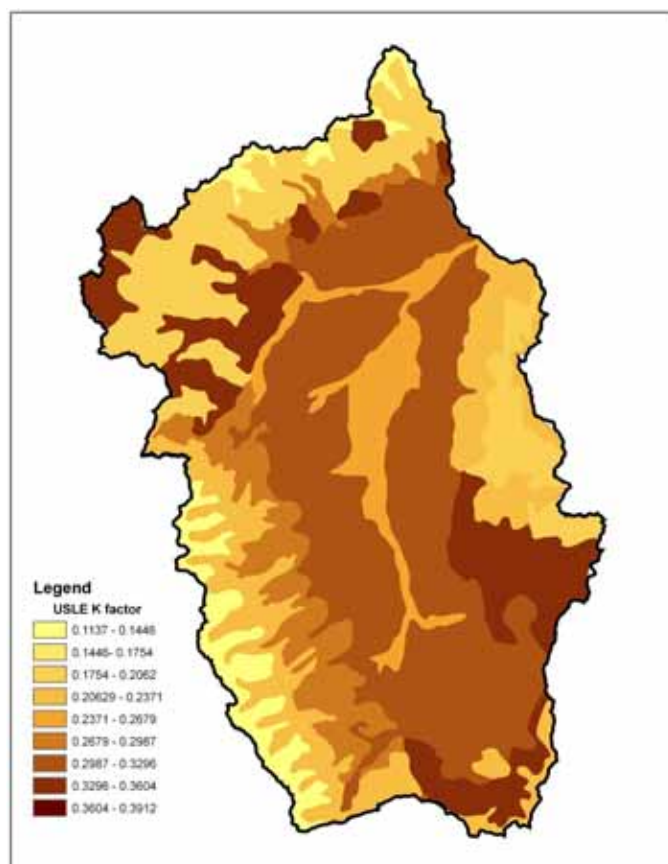 Legend
USLE K factor
0.1137 - 0.1446
0.1446- 0.1754
0.1754 - 0.2062
0.20629 - 0.2371
0.2371 - 0.2679
0.2679 - 0.2987
0.2987 - 0.3296
0.3296 - 0.3604
0.3604 - 0.3912